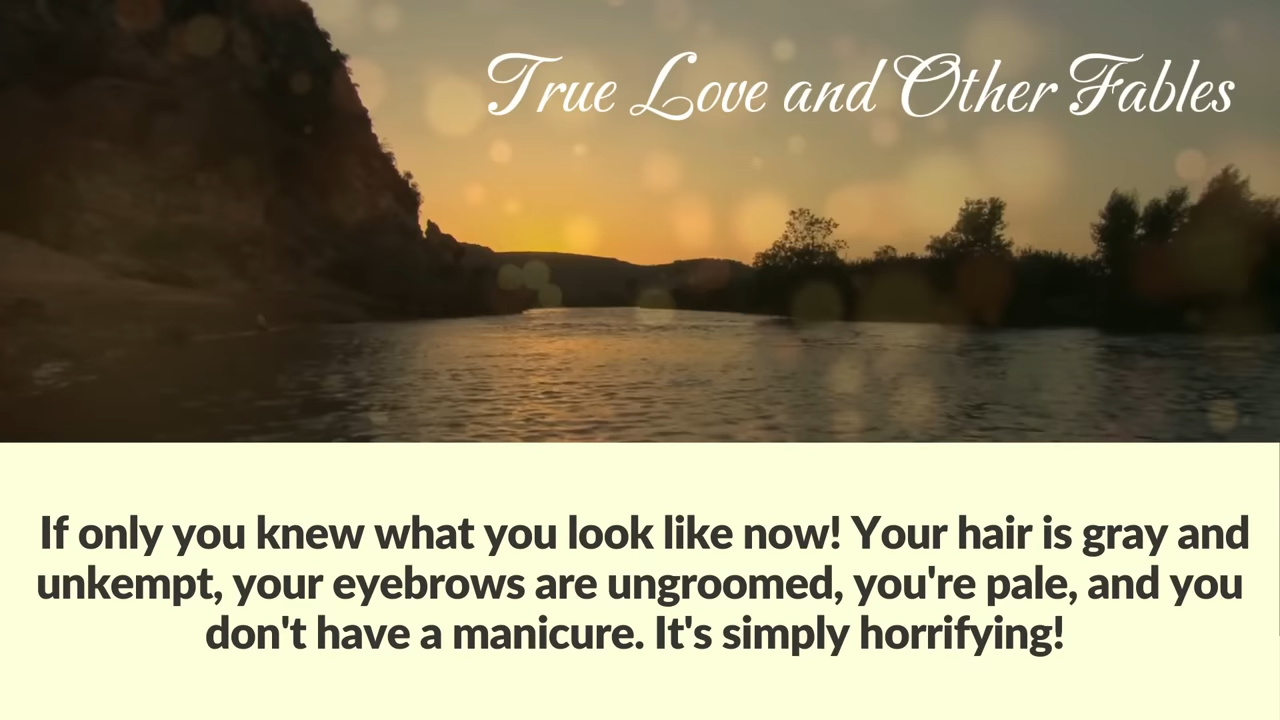 True Love and Other Fables
If only you knew what you look like now! Your hair is gray and
unkempt, your eyebrows are ungroomed, you're pale, and you
don't have a manicure. It's simply horrifying!